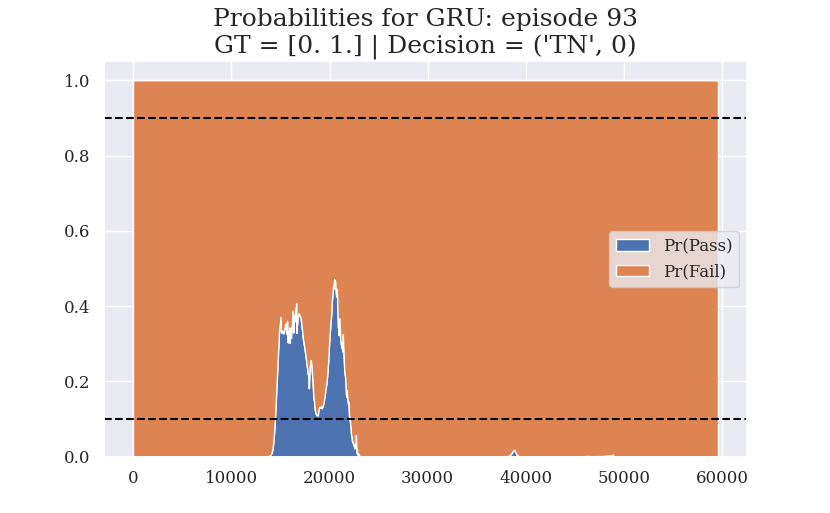 Probabilities for GRU: episode 93
GT = [0. 1.] | Decision = ('TN', 0)
1.0
0.8
0.6
0.4
0.2
0.0
Pr(Pass)
Pr(Fail)
0 10000 20000 30000 40000 50000 60000